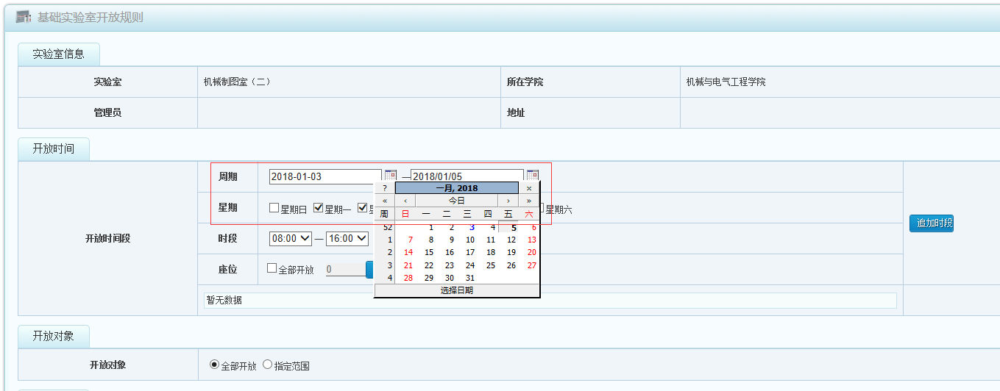 基础实验室开放规则
实验室信息
实验室 机械制图室（二） 所在学院 机械与电气工程学院
管理员 地址
开放时间
开放时间段
周期 2018-01-03 — 2018/01/05
星期 星期日 星期一 星期六
? 一月, 2018 ×
« ‹ 今日 › »
周 日 一 二 三 四 五 六
52 1 2 3 4 5 6
1 7 8 9 10 11 12 13
2 14 15 16 17 18 19 20
3 21 22 23 24 25 26 27
4 28 29 30 31
选择日期
时段 08:00 — 16:00
座位 全部开放 0
追加时段
暂无数据
开放对象
开放对象 全部开放 指定范围